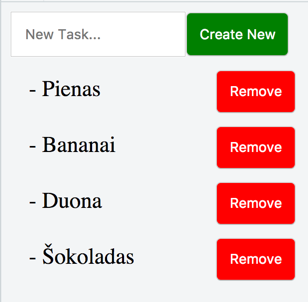 New Task... Create New
- Pienas Remove
- Bananai Remove
- Duona Remove
- Šokoladas Remove